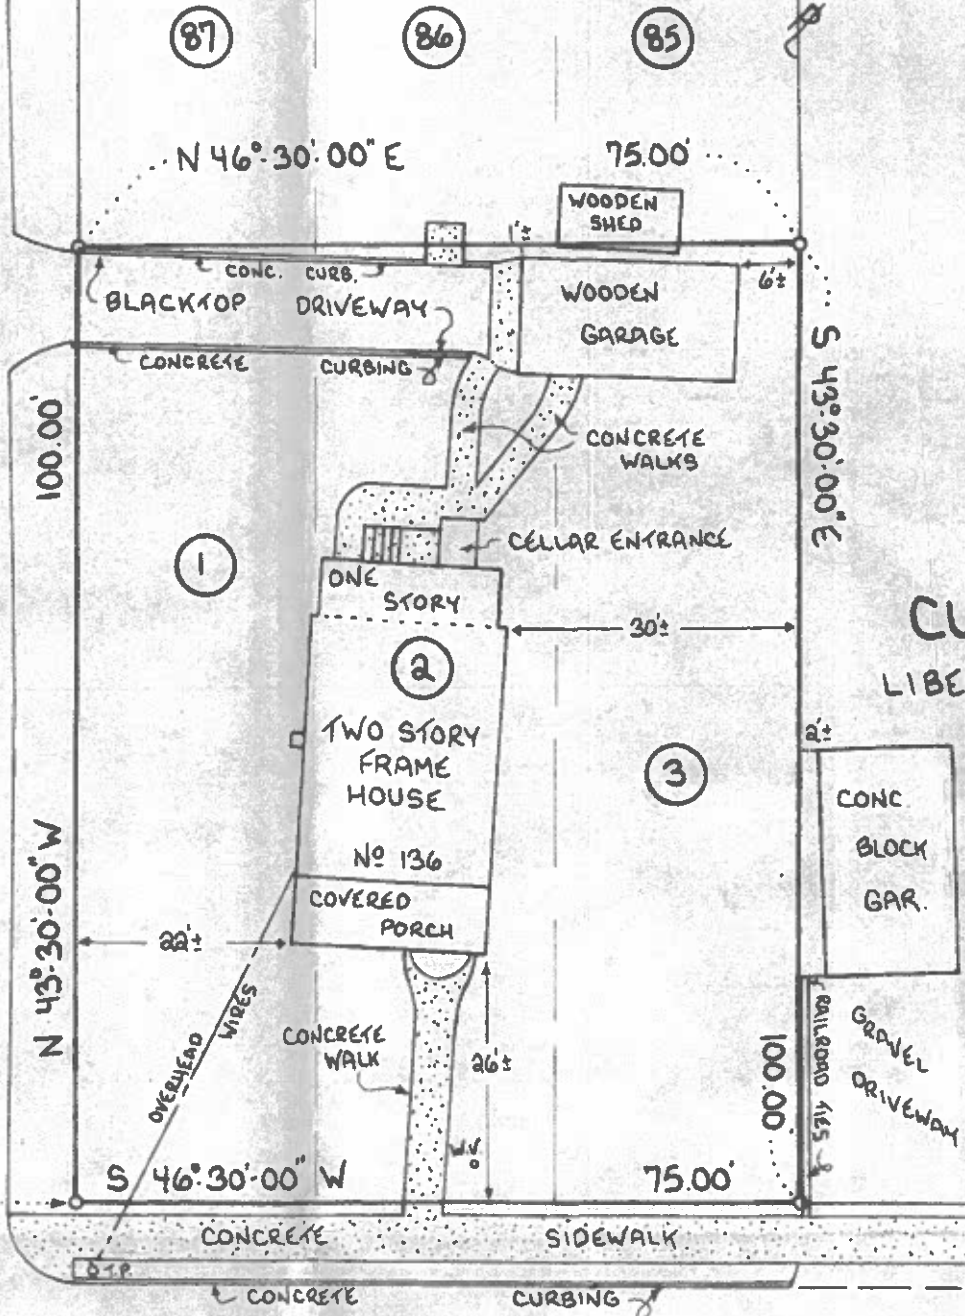 87
86
85
N 46°-30'-00" E
75.00'
WOODEN
SHED
1'±
CONC. CURB.
BLACKTOP
DRIVEWAY
WOODEN
GARAGE
6'±
CONCRETE
CURBING
S 43°-30'-00" E
100.00'
CONCRETE
WALKS
1
CELLAR ENTRANCE
ONE
STORY
30'±
CU
LIBE
2
TWO STORY
FRAME
HOUSE
Nº 136
3
2'±
CONC
BLOCK
GAR.
COVERED
PORCH
N 43°-30'-00" W
22'±
OVERHEAD
WIRES
CONCRETE
WALK
26'±
W.V.
100.00'
RAILROAD TIES
GRAVEL
DRIVEWAY
S 46°-30'-00" W
75.00'
CONCRETE
SIDEWALK
T.P.
CONCRETE
CURBING